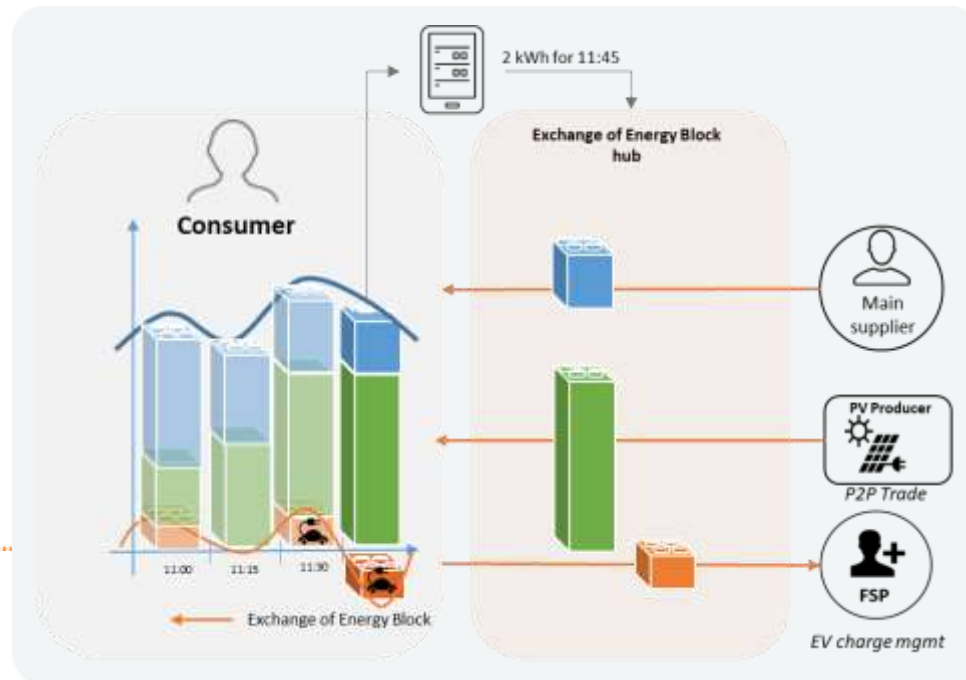 2 kWh for 11:45
Exchange of Energy Block
hub
Consumer
Main
supplier
PV Producer
P2P Trade
11:00
11:15
11:30
FSP
Exchange of Energy Block
EV charge mgmt